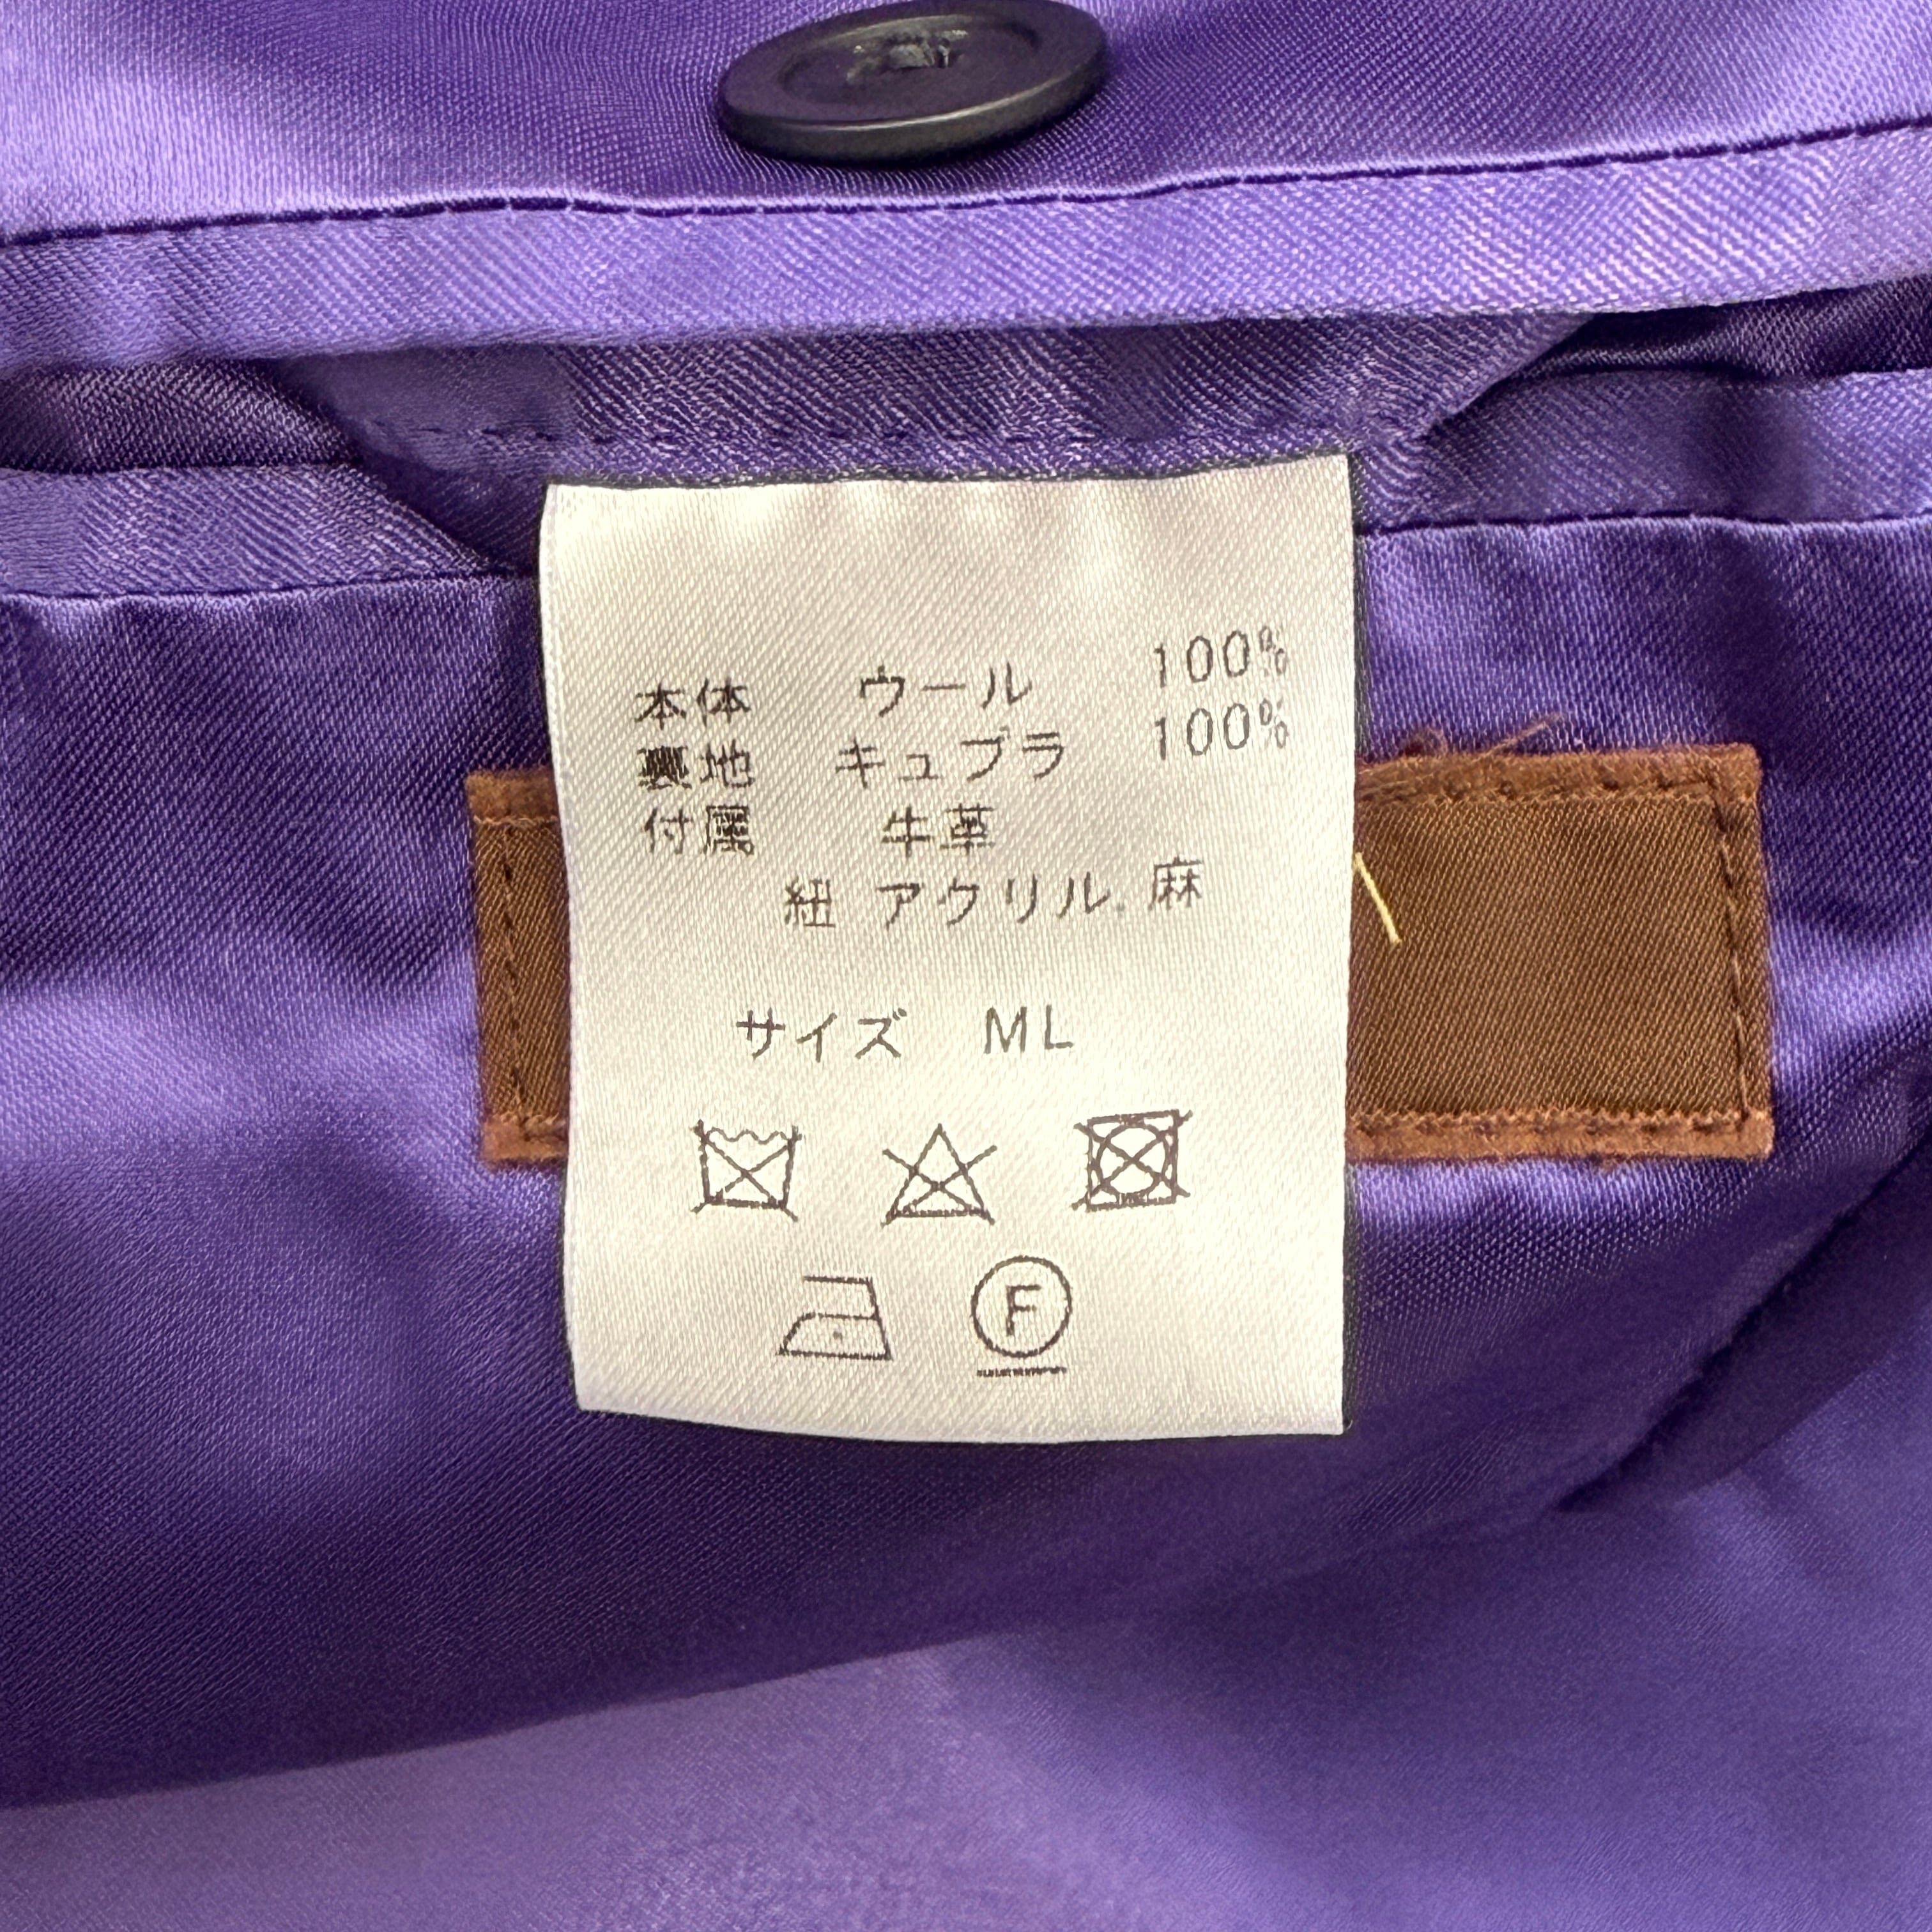 本体 ウール 100%
裏地 キュプラ 100%
付属 牛革
紐 アクリル.麻
サイズ ML
F